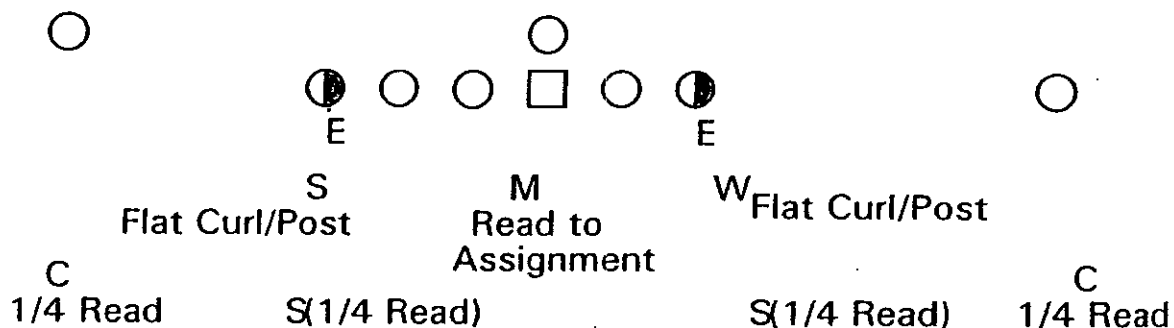 E E
S M W Flat Curl/Post
Flat Curl/Post Read to
Assignment
C C
1/4 Read S(1/4 Read) S(1/4 Read) 1/4 Read